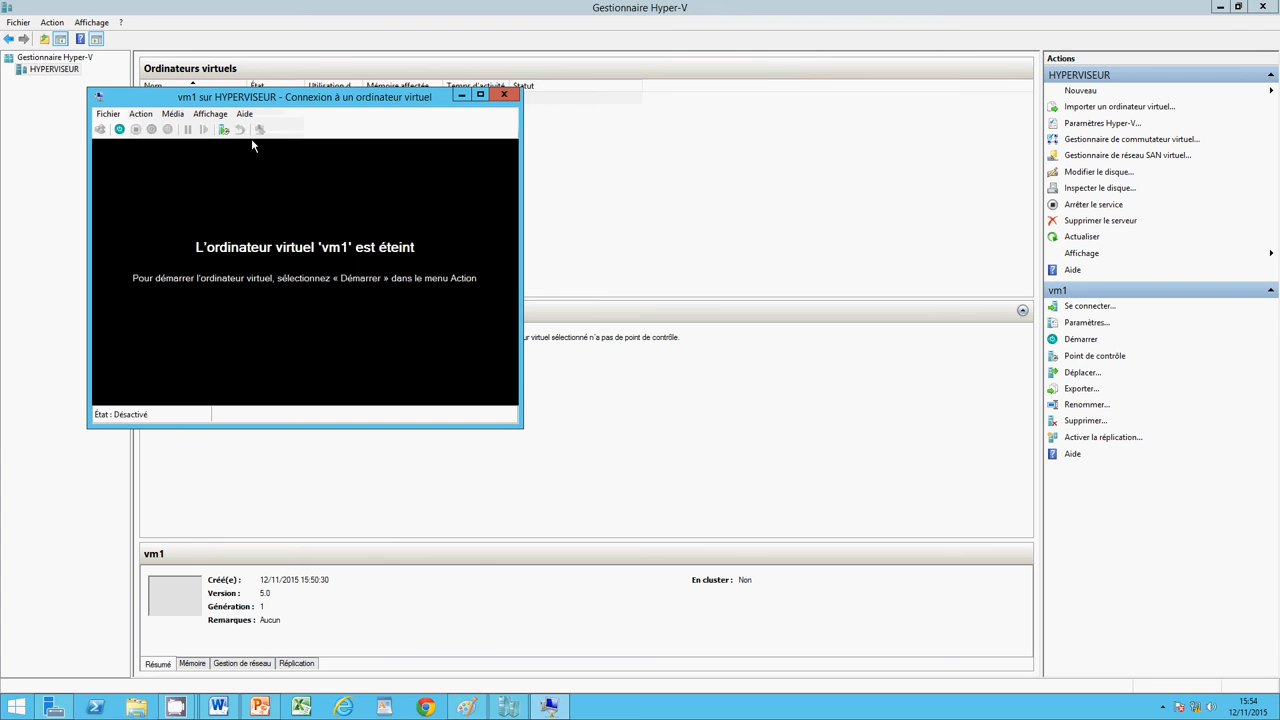 Gestionnaire Hyper-V
Fichier Action Affichage ?
Gestionnaire Hyper-V
HYPERVISEUR
Ordinateurs virtuels
Nom État Utilisation d... Mémoire affectée Temps d'activité Statut
vm1 sur HYPERVISEUR - Connexion à un ordinateur virtuel
Fichier Action Média Affichage Aide
L'ordinateur virtuel 'vm1' est éteint
Pour démarrer l'ordinateur virtuel, sélectionnez « Démarrer » dans le menu Action
État : Désactivé
ur virtuel sélectionné n'a pas de point de contrôle.
vm1
Créé(e) : 12/11/2015 15:50:30 En cluster : Non
Version : 5.0
Génération : 1
Remarques : Aucun
Résumé Mémoire Gestion de réseau Réplication
Actions
HYPERVISEUR
Nouveau
Importer un ordinateur virtuel...
Paramètres Hyper-V...
Gestionnaire de commutateur virtuel...
Gestionnaire de réseau SAN virtuel...
Modifier le disque...
Inspecter le disque...
Arrêter le service
Supprimer le serveur
Actualiser
Affichage
Aide
vm1
Se connecter...
Paramètres...
Démarrer
Point de contrôle
Déplacer...
Exporter...
Renommer...
Supprimer...
Activer la réplication...
Aide
15:54
12/11/2015